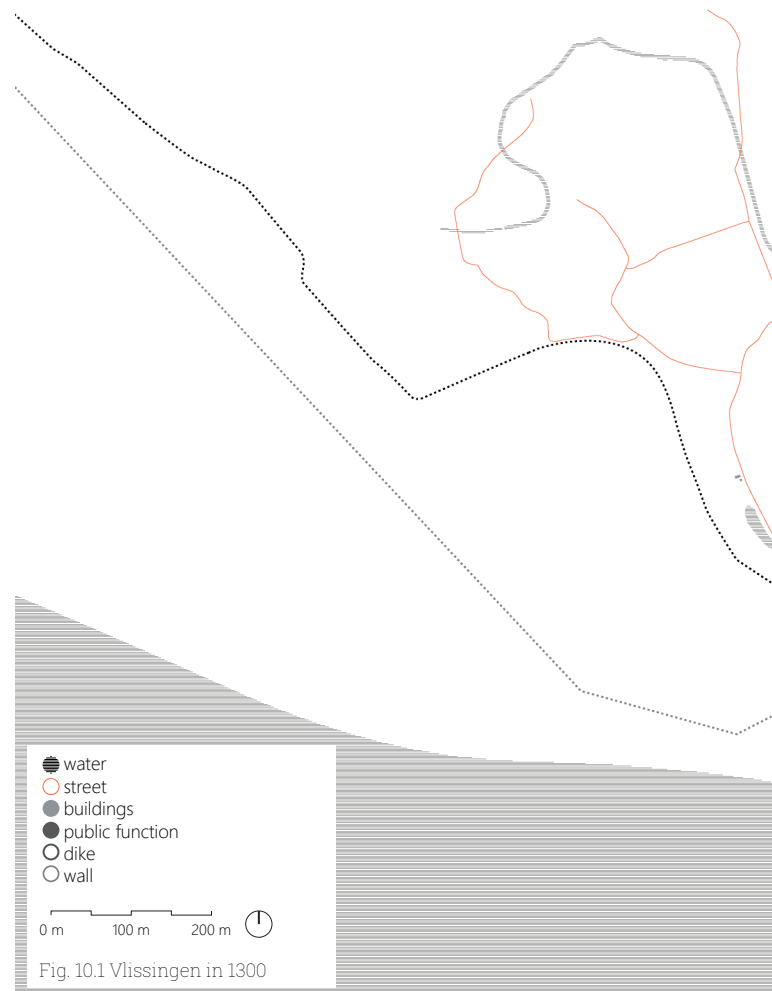 water
street
buildings
public function
dike
wall
0 m 100 m 200 m
Fig. 10.1 Vlissingen in 1300